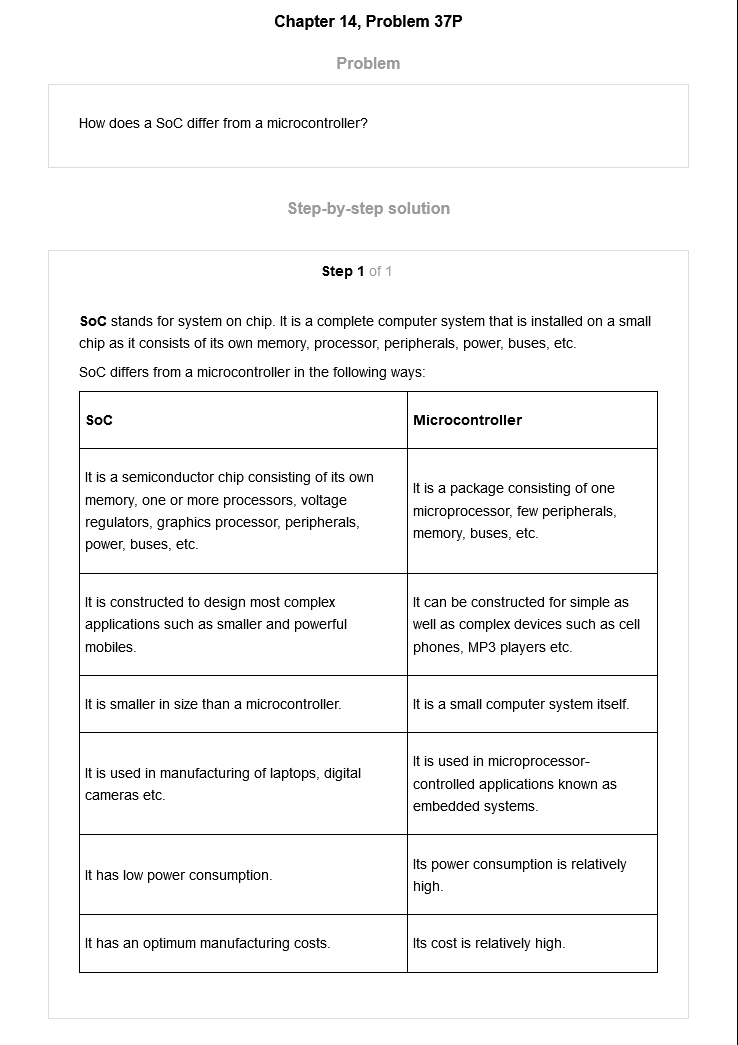 Chapter 14, Problem 37P
Problem
How does a SoC differ from a microcontroller?
Step-by-step solution
Step 1 of 1
SoC stands for system on chip. It is a complete computer system that is installed on a small
chip as it consists of its own memory, processor, peripherals, power, buses, etc.
SoC differs from a microcontroller in the following ways:
SoC
Microcontroller
It is a semiconductor chip consisting of its own
memory, one or more processors, voltage
regulators, graphics processor, peripherals,
power, buses, etc.
It is a package consisting of one
microprocessor, few peripherals,
memory, buses, etc.
It is constructed to design most complex
applications such as smaller and powerful
mobiles.
It can be constructed for simple as
well as complex devices such as cell
phones, MP3 players etc.
It is smaller in size than a microcontroller.
It is a small computer system itself.
It is used in manufacturing of laptops, digital
cameras etc.
It is used in microprocessor-
controlled applications known as
embedded systems.
It has low power consumption.
Its power consumption is relatively
high.
It has an optimum manufacturing costs.
Its cost is relatively high.